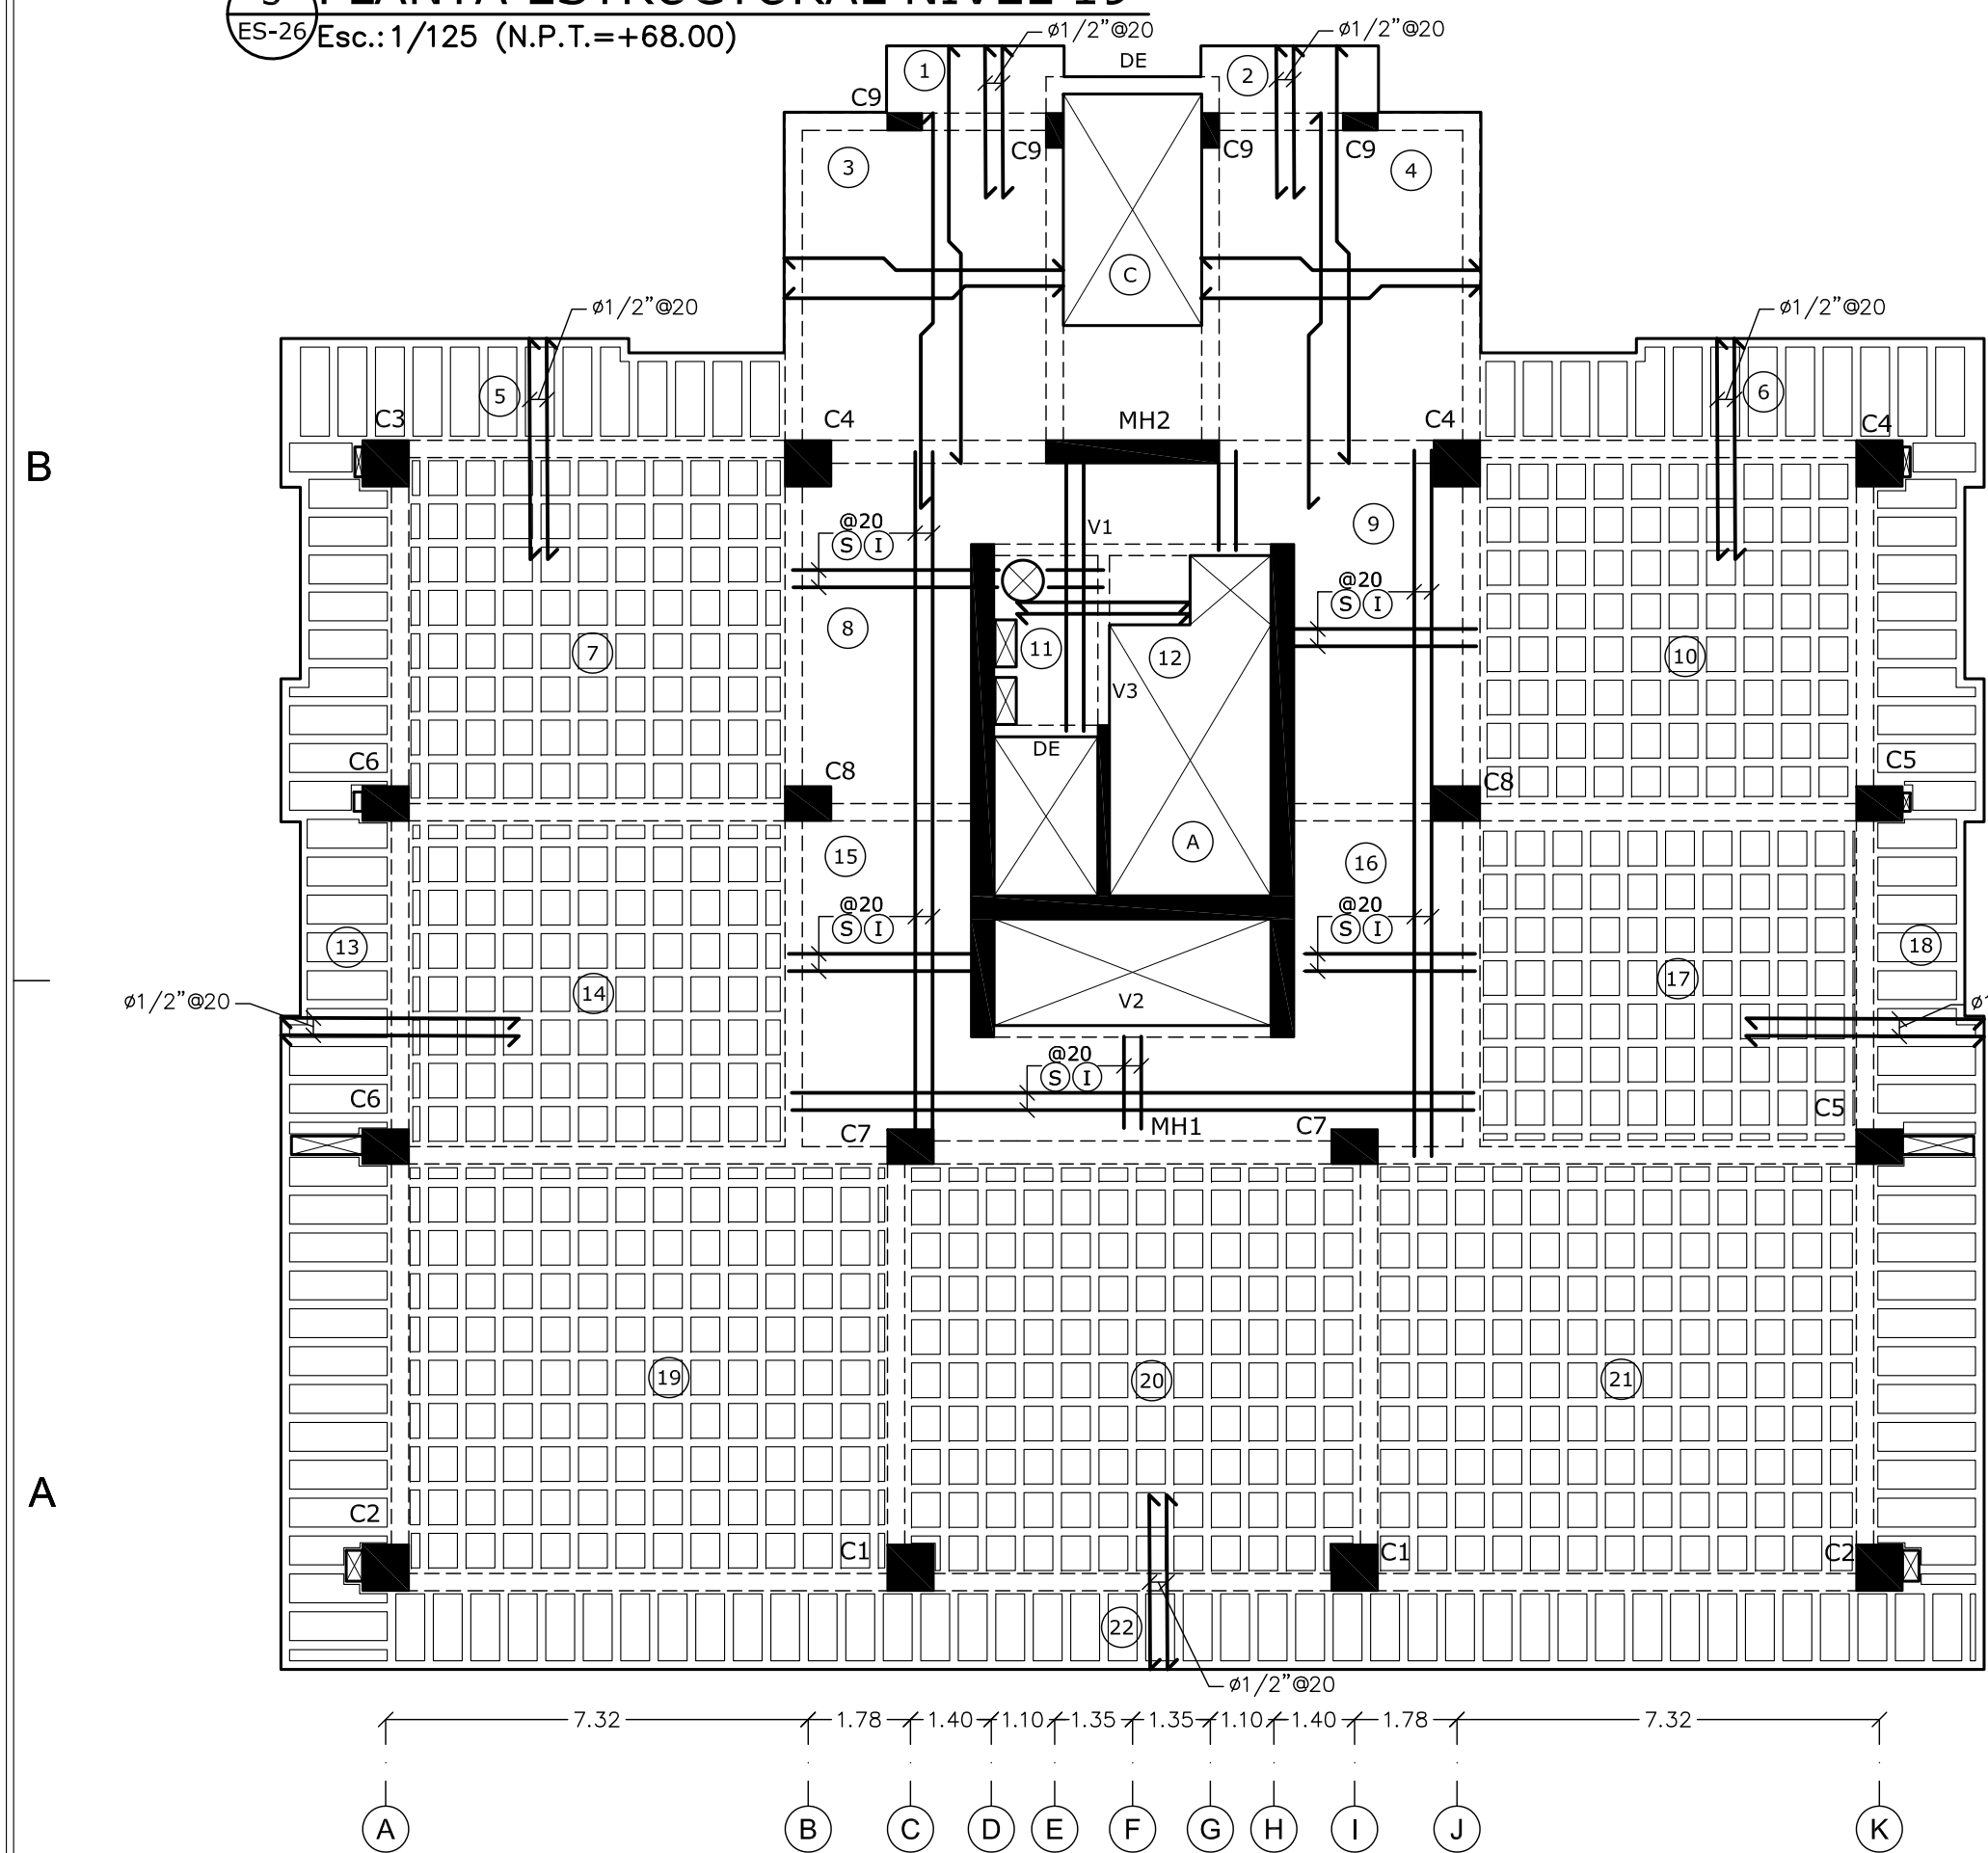 ES-26
Esc.: 1/125 (N.P.T.=+68.00)
ø1/2"@20
ø1/2"@20
1
DE
2
C9
3
C9
C9
C9
4
C
ø1/2"@20
ø1/2"@20
5
6
C3
C4
MH2
C4
C4
B
@20
S I
V1
9
@20
S I
8
7
11
12
10
V3
DE
C6
C8
C8
C5
15
A
16
@20
S I
@20
S I
13
14
17
18
ø1/2"@20
V2
@20
S I
C6
C7
MH1
C7
C5
19
20
21
A
C2
C1
C1
C2
22
ø1/2"@20
7.32 1.78 1.40 1.10 1.35 1.35 1.10 1.40 1.78 7.32
A B C D E F G H I J K